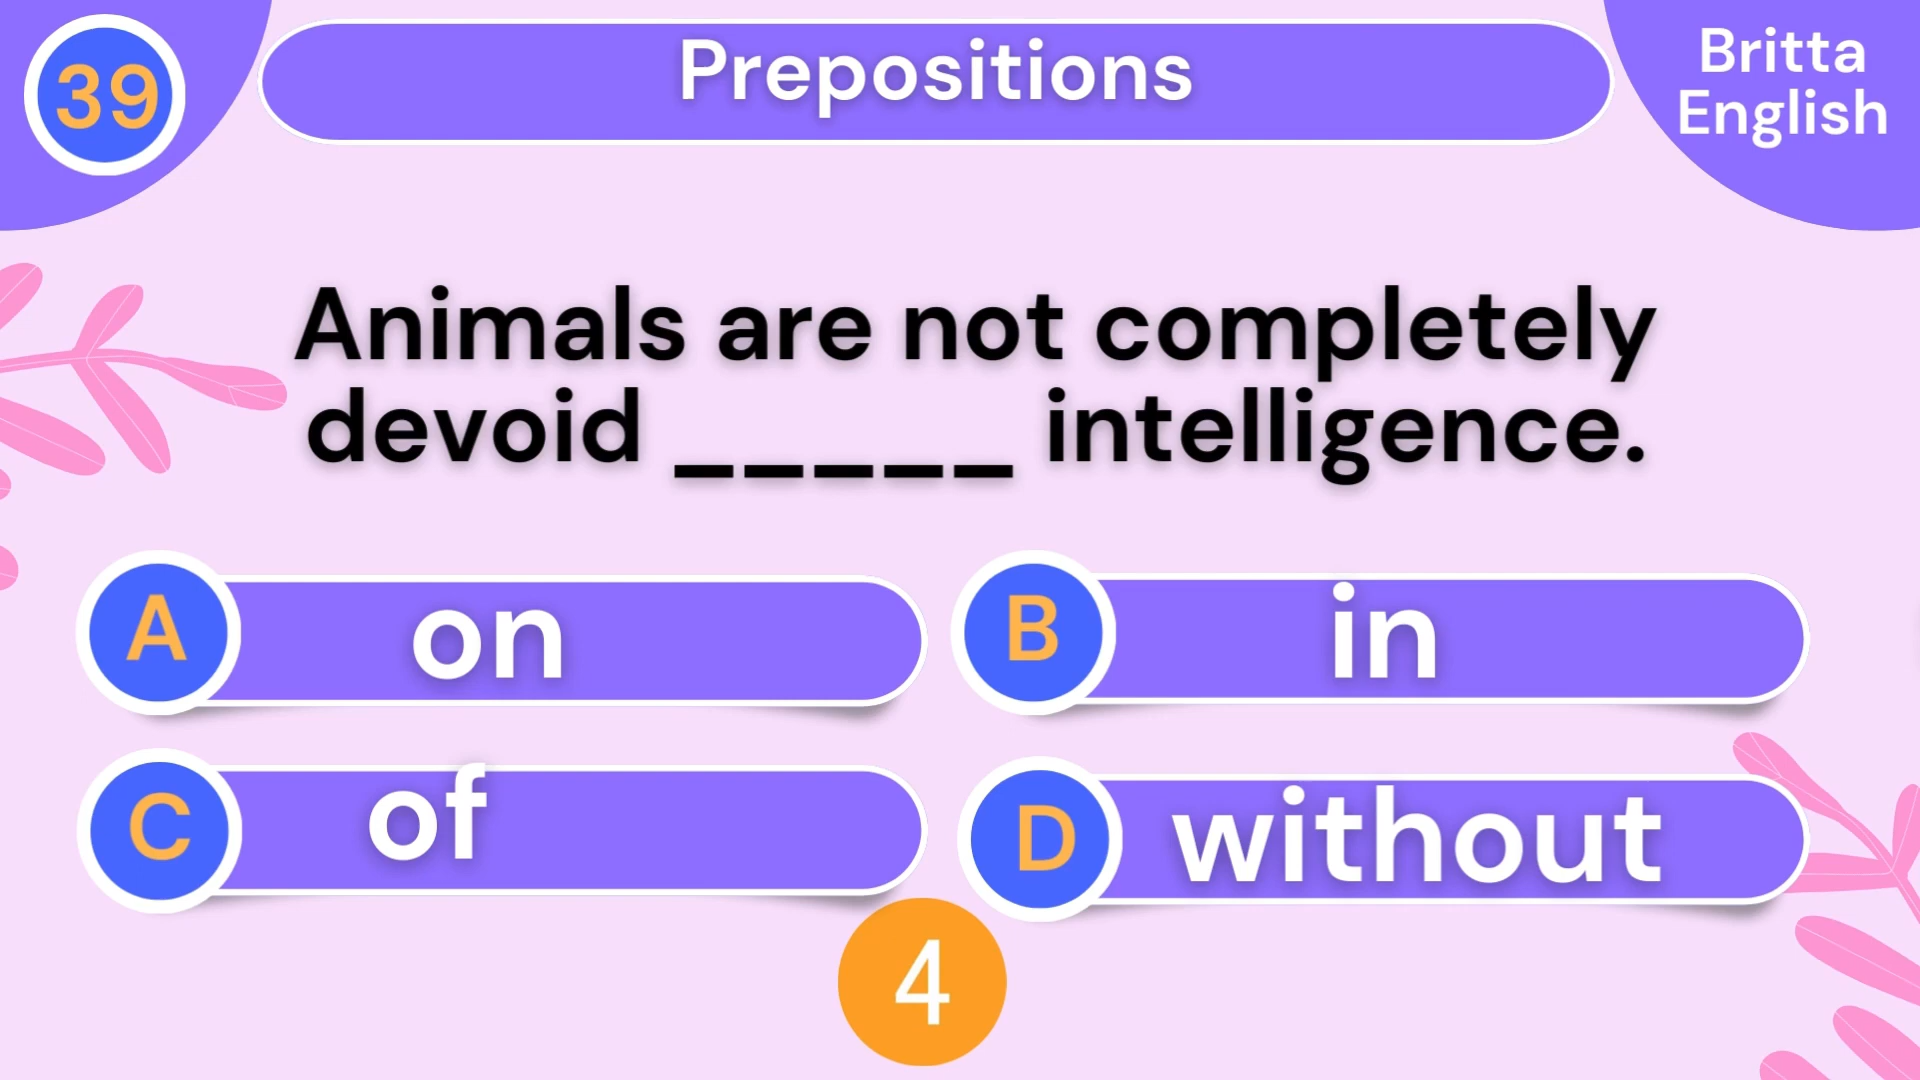 39
Prepositions
Britta
English
Animals are not completely
devoid _____ intelligence.
A on
B in
C of
D without
4